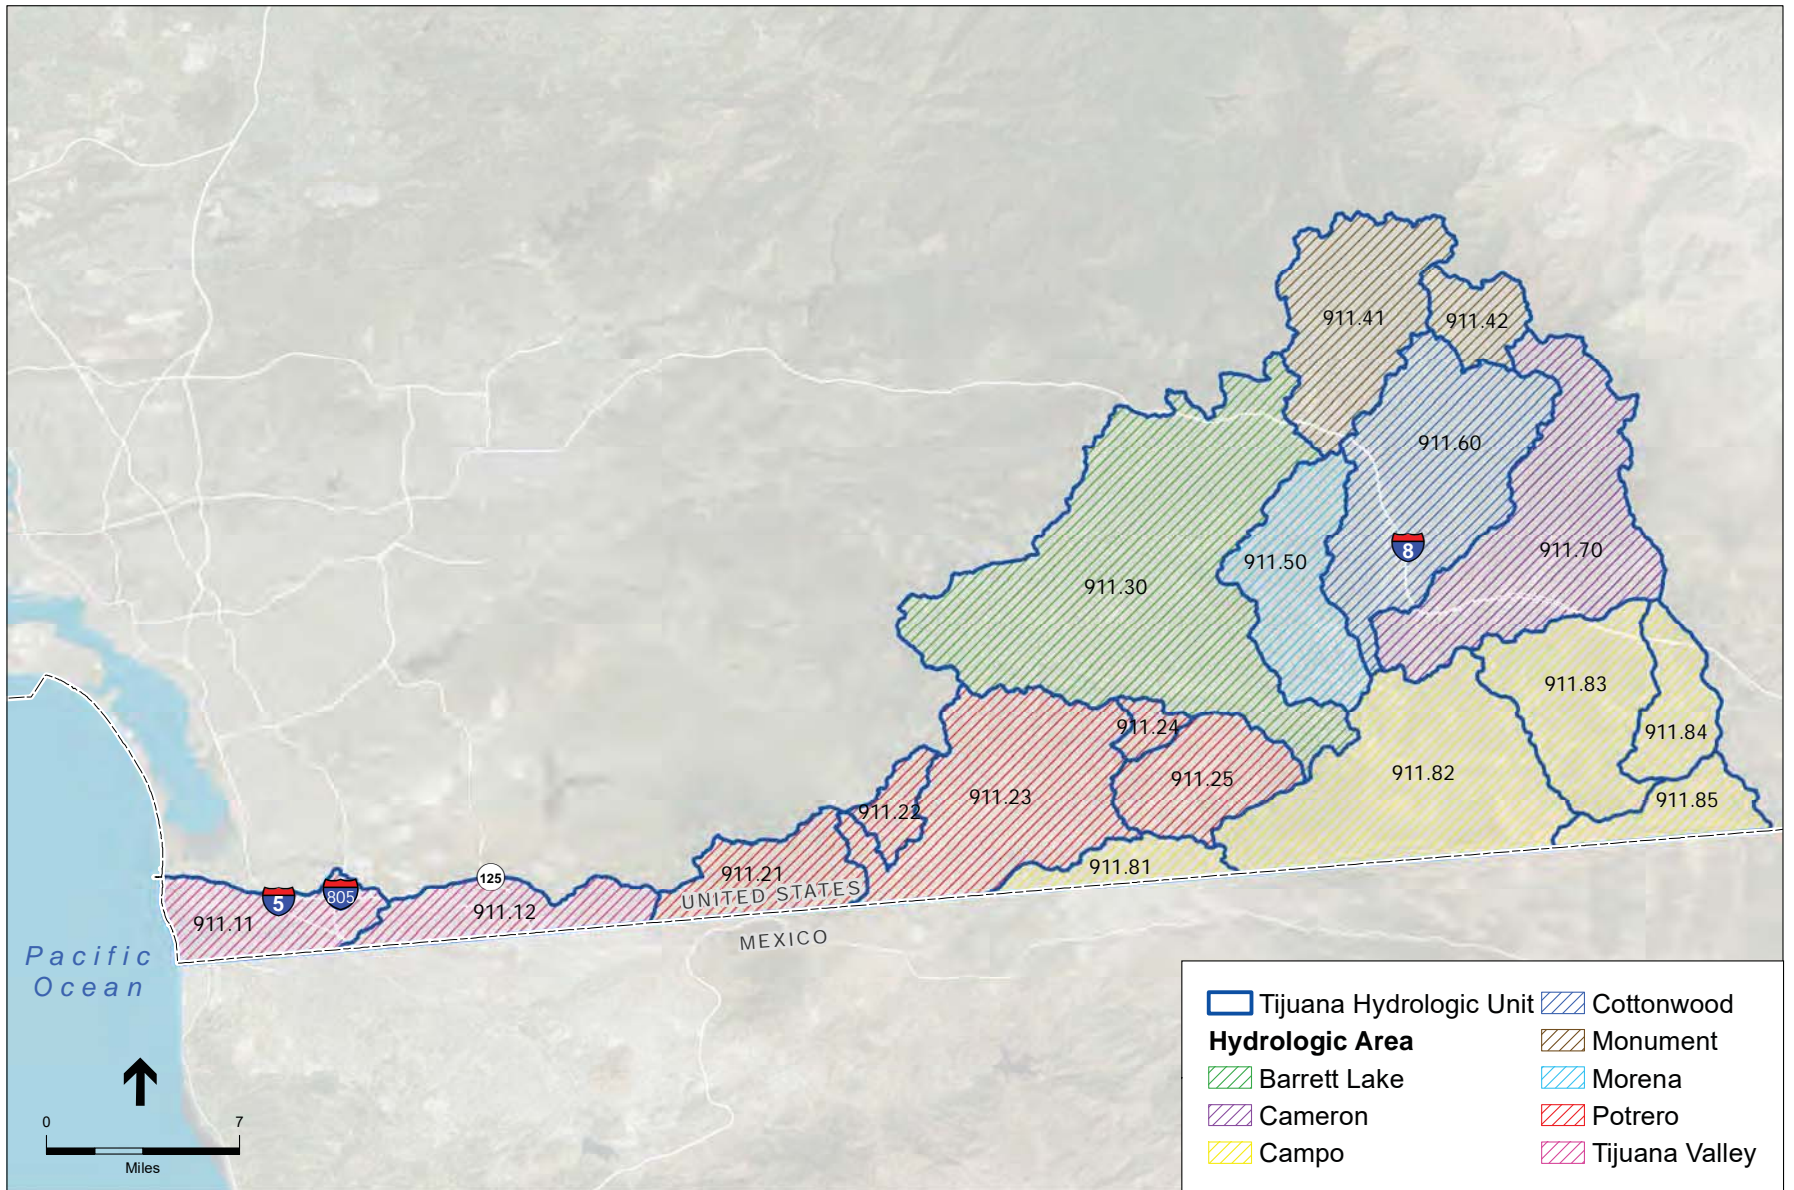 911.41
911.42
911.60
911.50
8
911.70
911.30
911.83
911.24
911.84
911.82
911.25
911.23
911.85
911.22
911.81
911.21
125
UNITED STATES
5
805
911.12
911.11
MEXICO
Pacific
Ocean
0 7
Miles
Tijuana Hydrologic Unit
Hydrologic Area
Barrett Lake
Cameron
Campo
Cottonwood
Monument
Morena
Potrero
Tijuana Valley